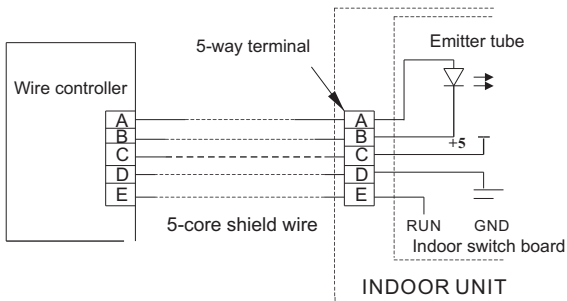 5-way terminal
Emitter tube
Wire controller
A
B
C
D
E
A
B
C
D
E
+5
5-core shield wire
RUN
GND
Indoor switch board
INDOOR UNIT